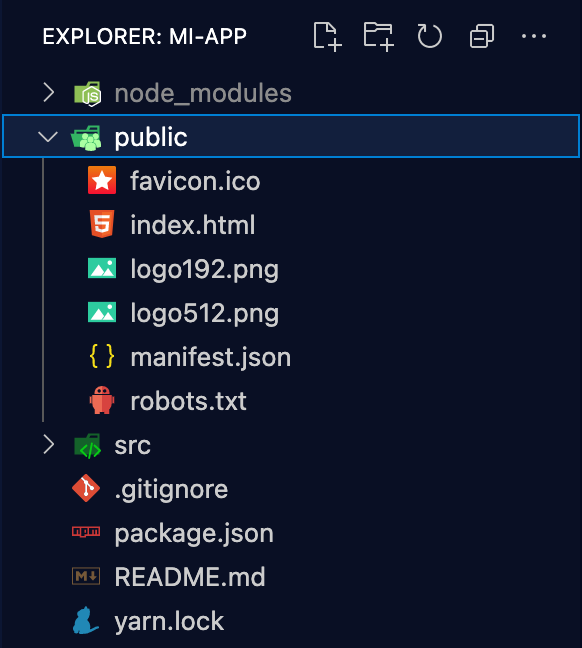 EXPLORER: MI-APP
node_modules
public
favicon.ico
index.html
logo192.png
logo512.png
manifest.json
robots.txt
src
.gitignore
package.json
README.md
yarn.lock